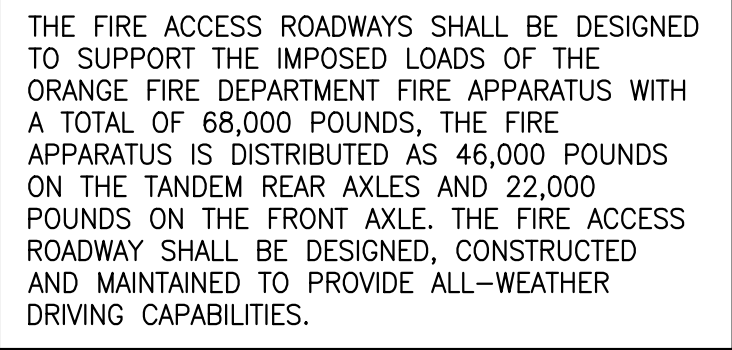 THE FIRE ACCESS ROADWAYS SHALL BE DESIGNED
TO SUPPORT THE IMPOSED LOADS OF THE
ORANGE FIRE DEPARTMENT FIRE APPARATUS WITH
A TOTAL OF 68,000 POUNDS, THE FIRE
APPARATUS IS DISTRIBUTED AS 46,000 POUNDS
ON THE TANDEM REAR AXLES AND 22,000
POUNDS ON THE FRONT AXLE. THE FIRE ACCESS
ROADWAY SHALL BE DESIGNED, CONSTRUCTED
AND MAINTAINED TO PROVIDE ALL-WEATHER
DRIVING CAPABILITIES.